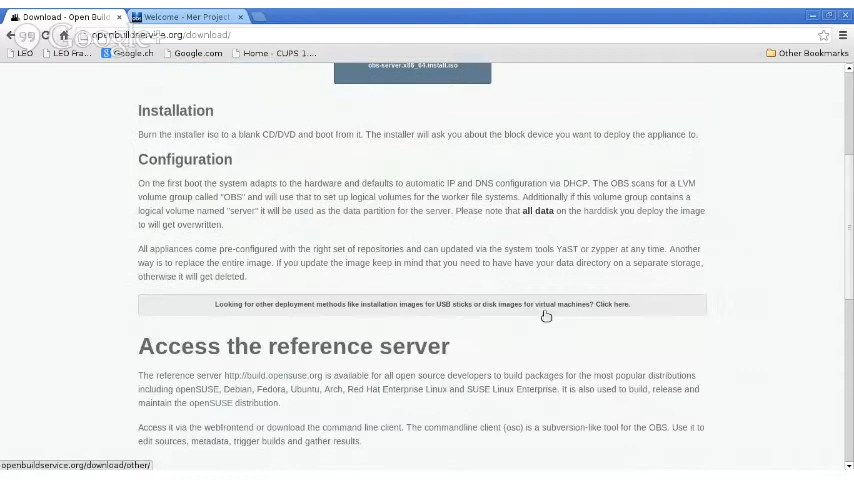 Download - Open Build
Welcome - Mer Project
Google+
openbuildservice.org/download/
LEO
LEO Fra...
Google.ch
Google.com
Home - CUPS 1....
Other Bookmarks
obs-server.x86_64.install.iso
Installation
Burn the installer iso to a blank CD/DVD and boot from it. The installer will ask you about the block device you want to deploy the appliance to.
Configuration
On the first boot the system adapts to the hardware and defaults to automatic IP and DNS configuration via DHCP. The OBS scans for a LVM
volume group called "OBS" and will use that to set up logical volumes for the worker file systems. Additionally if this volume group contains a
logical volume named "server" it will be used as the data partition for the server. Please note that all data on the harddisk you deploy the image
to will get overwritten.
All appliances come pre-configured with the right set of repositories and can updated via the system tools YaST or zypper at any time. Another
way is to replace the entire image. If you update the image keep in mind that you need to have have your data directory on a separate storage,
otherwise it will get deleted.
Looking for other deployment methods like installation images for USB sticks or disk images for virtual machines? Click here.
Access the reference server
The reference server http://build.opensuse.org is available for all open source developers to build packages for the most popular distributions
including openSUSE, Debian, Fedora, Ubuntu, Arch, Red Hat Enterprise Linux and SUSE Linux Enterprise. It is also used to build, release and
maintain the openSUSE distribution.
Access it via the webfrontend or download the command line client. The commandline client (osc) is a subversion-like tool for the OBS. Use it to
edit sources, metadata, trigger builds and gather results.
openbuildservice.org/download/other/